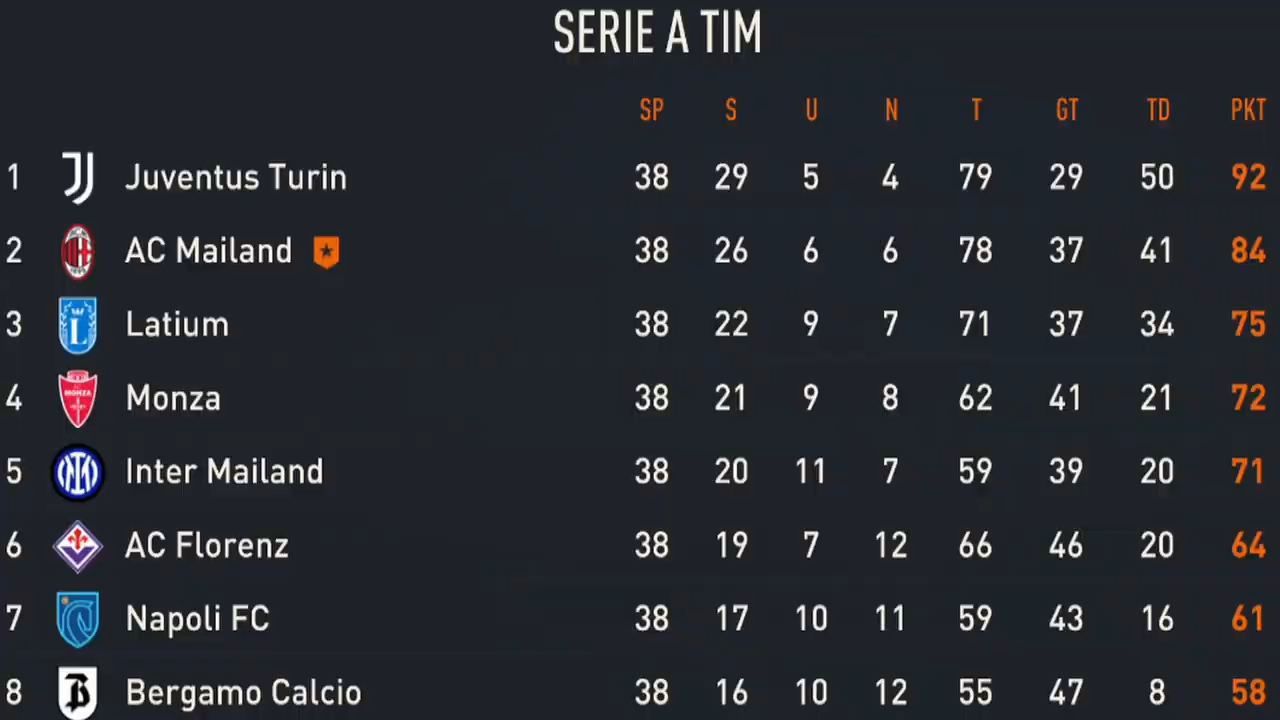 SERIE A TIM
SP S U N T GT TD PKT
1 Juventus Turin 38 29 5 4 79 29 50 92
2 AC Mailand 38 26 6 6 78 37 41 84
3 L Latium 38 22 9 7 71 37 34 75
4 MONZA Monza 38 21 9 8 62 41 21 72
5 Inter Mailand 38 20 11 7 59 39 20 71
6 AC Florenz 38 19 7 12 66 46 20 64
7 Napoli FC 38 17 10 11 59 43 16 61
8 B Bergamo Calcio 38 16 10 12 55 47 8 58